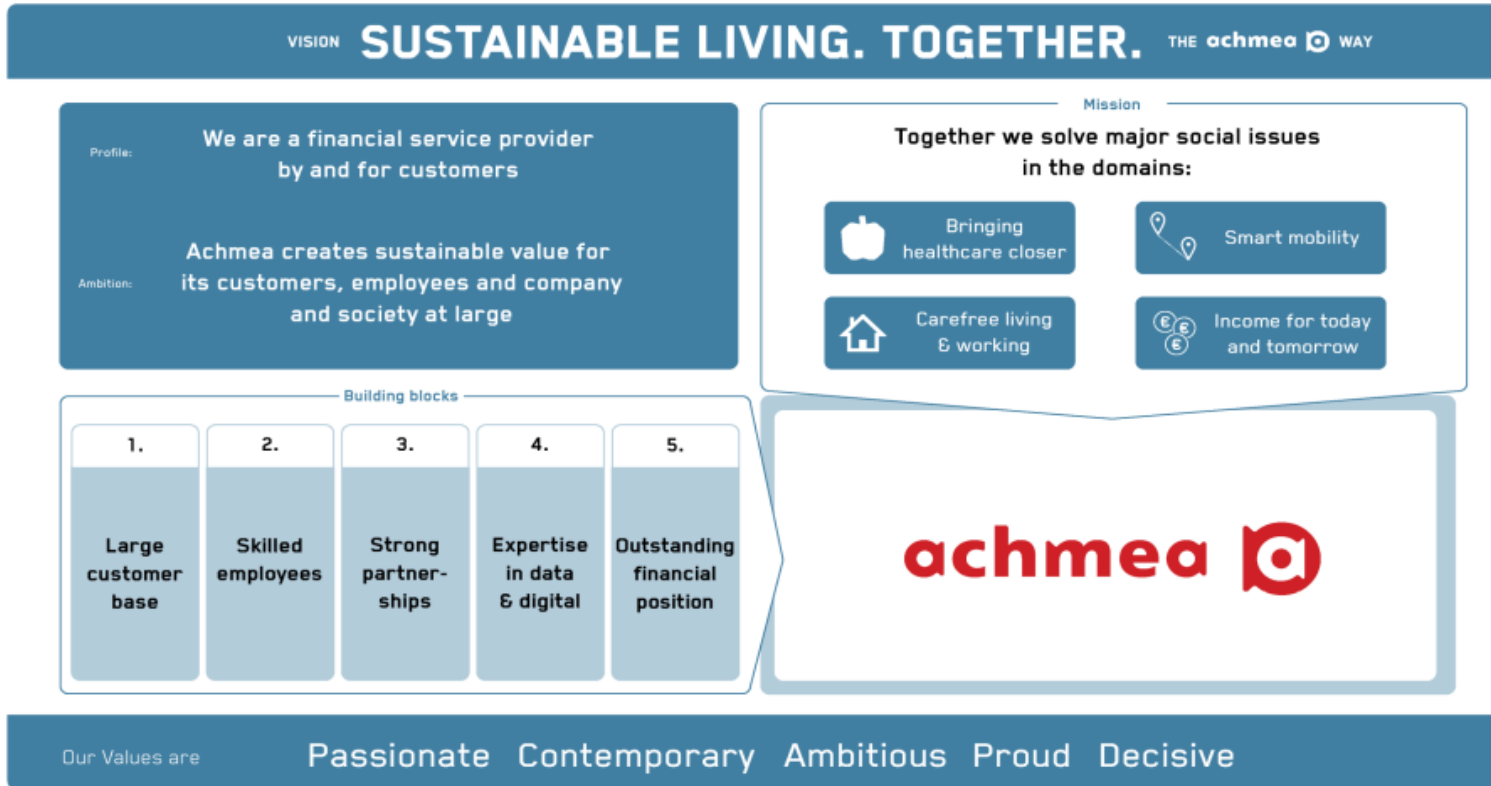 VISION SUSTAINABLE LIVING. TOGETHER. THE achmea WAY
Profile:
We are a financial service provider
by and for customers
Ambition:
Achmea creates sustainable value for
its customers, employees and company
and society at large
Mission
Together we solve major social issues
in the domains:
Bringing
healthcare closer
Smart mobility
Carefree living
& working
Income for today
and tomorrow
Building blocks
1.
Large
customer
base
2.
Skilled
employees
3.
Strong
partner-
ships
4.
Expertise
in data
& digital
5.
Outstanding
financial
position
achmea
Our Values are Passionate Contemporary Ambitious Proud Decisive